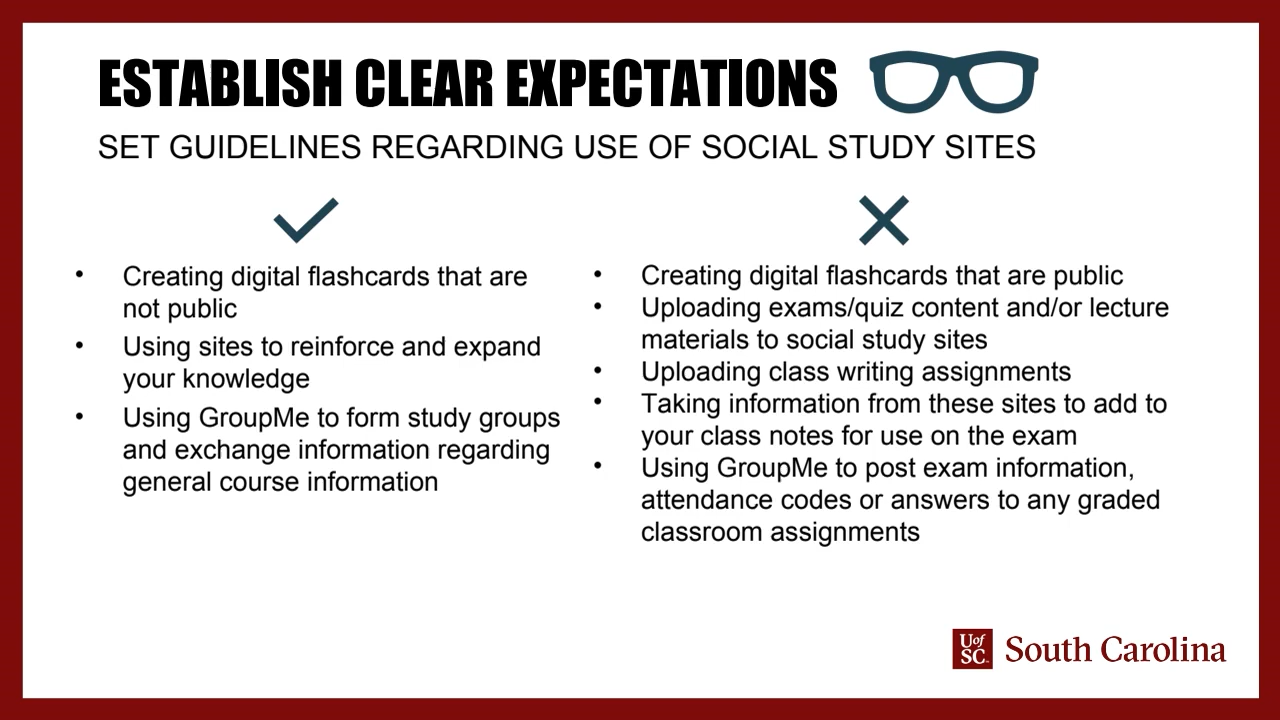 ESTABLISH CLEAR EXPECTATIONS
SET GUIDELINES REGARDING USE OF SOCIAL STUDY SITES
• Creating digital flashcards that are
not public
• Using sites to reinforce and expand
your knowledge
• Using GroupMe to form study groups
and exchange information regarding
general course information
• Creating digital flashcards that are public
• Uploading exams/quiz content and/or lecture
materials to social study sites
• Uploading class writing assignments
• Taking information from these sites to add to
your class notes for use on the exam
• Using GroupMe to post exam information,
attendance codes or answers to any graded
classroom assignments
Uof
SC
South Carolina